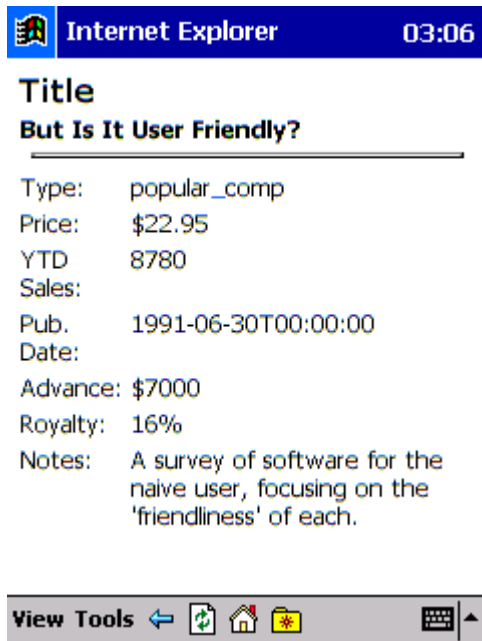 Internet Explorer 03:06
Title
But Is It User Friendly?
Type: popular_comp
Price: $22.95
YTD 8780
Sales:
Pub. 1991-06-30T00:00:00
Date:
Advance: $7000
Royalty: 16%
Notes: A survey of software for the
naive user, focusing on the
'friendliness' of each.
View Tools